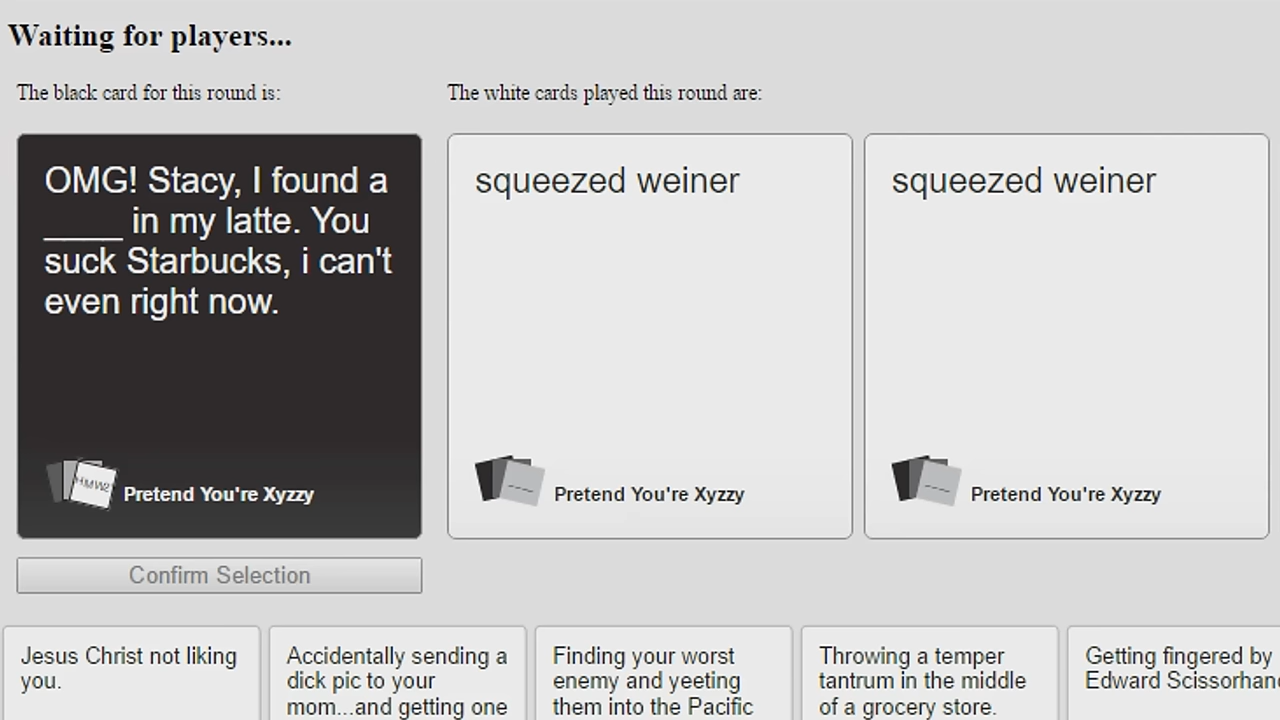 Waiting for players...
The black card for this round is:
The white cards played this round are:
OMG! Stacy, I found a
____ in my latte. You
suck Starbucks, i can't
even right now.
HMW2
Pretend You're Xyzzy
squeezed weiner
Pretend You're Xyzzy
squeezed weiner
Pretend You're Xyzzy
Confirm Selection
Jesus Christ not liking
you.
Accidentally sending a
dick pic to your
mom...and getting one
Finding your worst
enemy and yeeting
them into the Pacific
Throwing a temper
tantrum in the middle
of a grocery store.
Getting fingered by
Edward Scissorhan